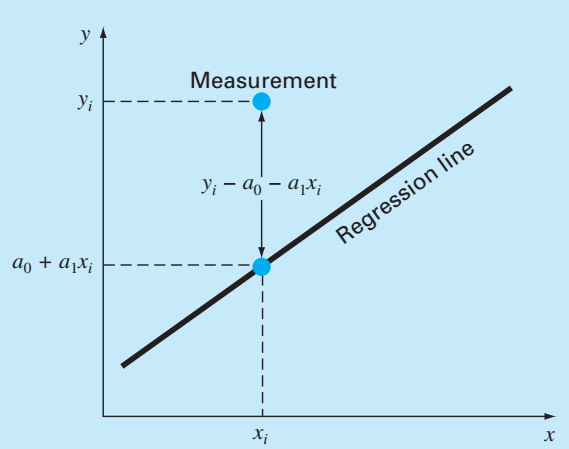 y
Measurement
yᵢ
yᵢ − a₀ − a₁xᵢ
Regression line
a₀ + a₁xᵢ
xᵢ
x